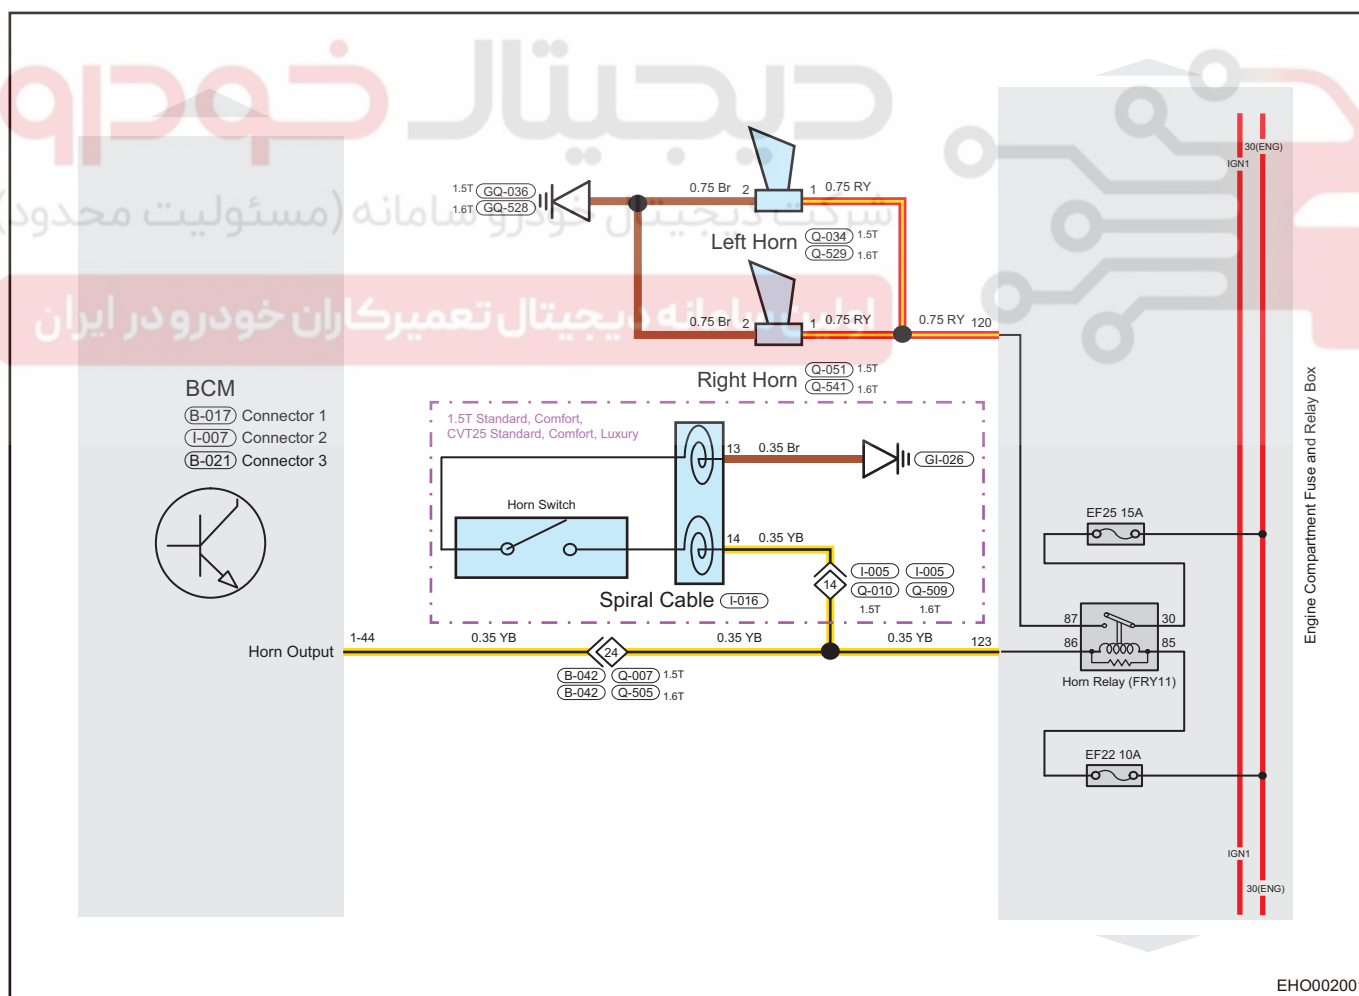 دیجیتال خودرو
شرکت دیجیتال خودرو سامانه (مسئولیت محدود)
اولین سامانه دیجیتال تعمیرکاران خودرو در ایران
IGN1
30(ENG)
1.5T GQ-036
1.6T GQ-528
0.75 Br 2
1 0.75 RY
Left Horn Q-034 1.5T
Q-529 1.6T
0.75 Br 2
1 0.75 RY
0.75 RY 120
Right Horn Q-051 1.5T
Q-541 1.6T
BCM
B-017 Connector 1
I-007 Connector 2
B-021 Connector 3
1.5T Standard, Comfort,
CVT25 Standard, Comfort, Luxury
13 0.35 Br
GI-026
Horn Switch
14 0.35 YB
14
I-005 I-005
Q-010 Q-509
1.5T 1.6T
Spiral Cable I-016
Engine Compartment Fuse and Relay Box
EF25 15A
87 30
86 85
Horn Relay (FRY11)
EF22 10A
Horn Output
1-44 0.35 YB
24
0.35 YB
0.35 YB 123
B-042 Q-007 1.5T
B-042 Q-505 1.6T
IGN1
30(ENG)
EHO002001